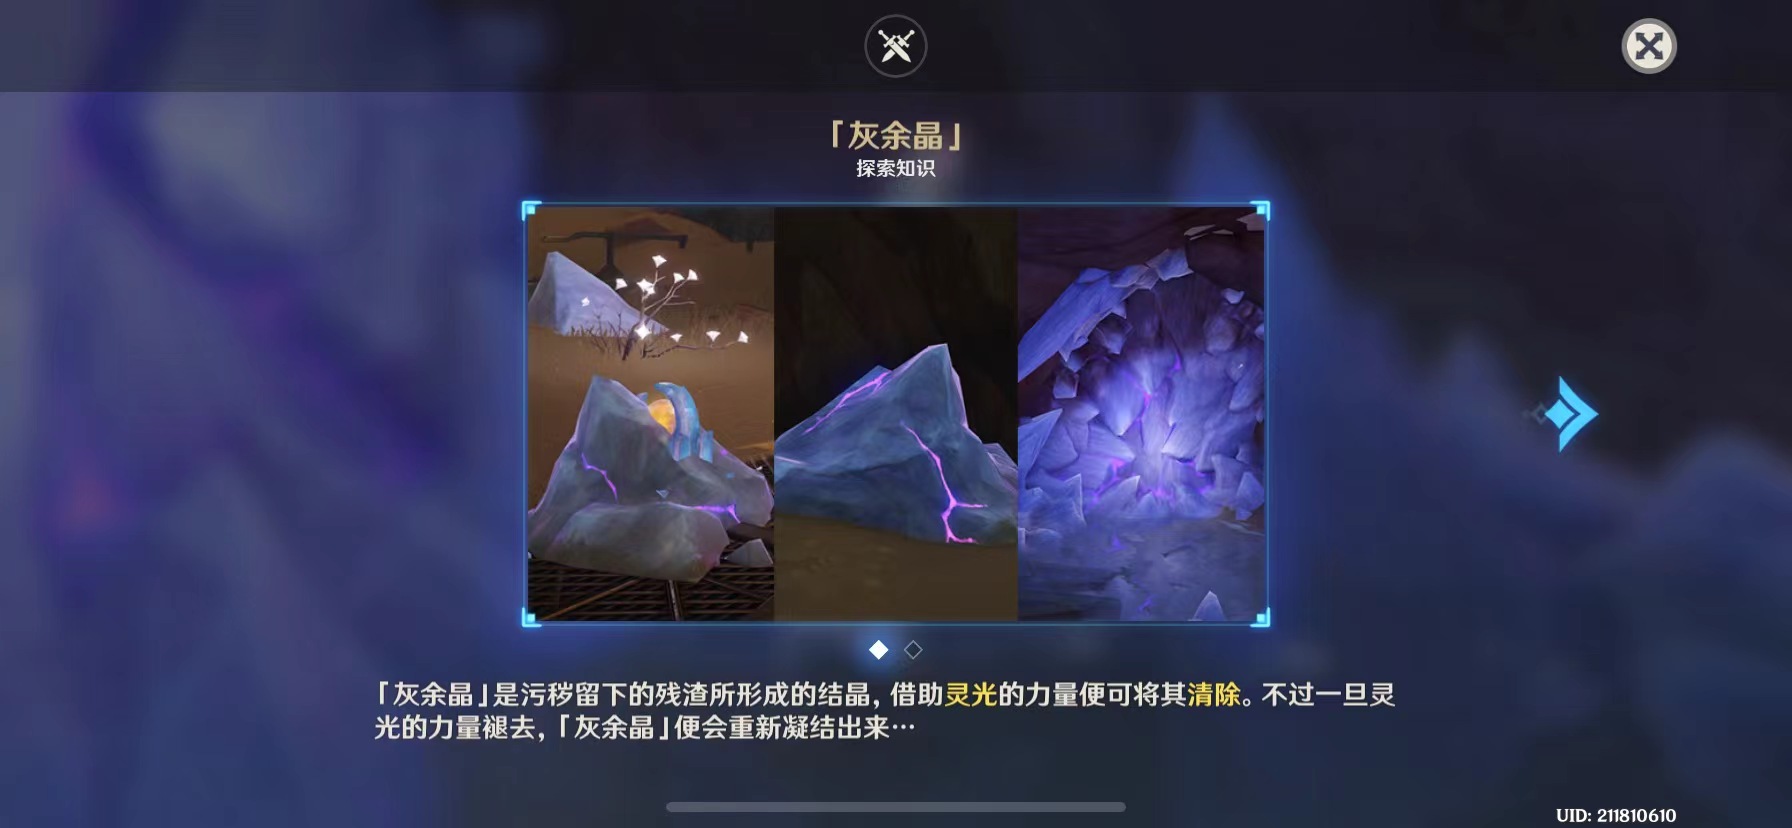 「灰余晶」
探索知识
「灰余晶」是污秽留下的残渣所形成的结晶，借助灵光的力量便可将其清除。不过一旦灵
光的力量褪去，「灰余晶」便会重新凝结出来…
UID: 211810610